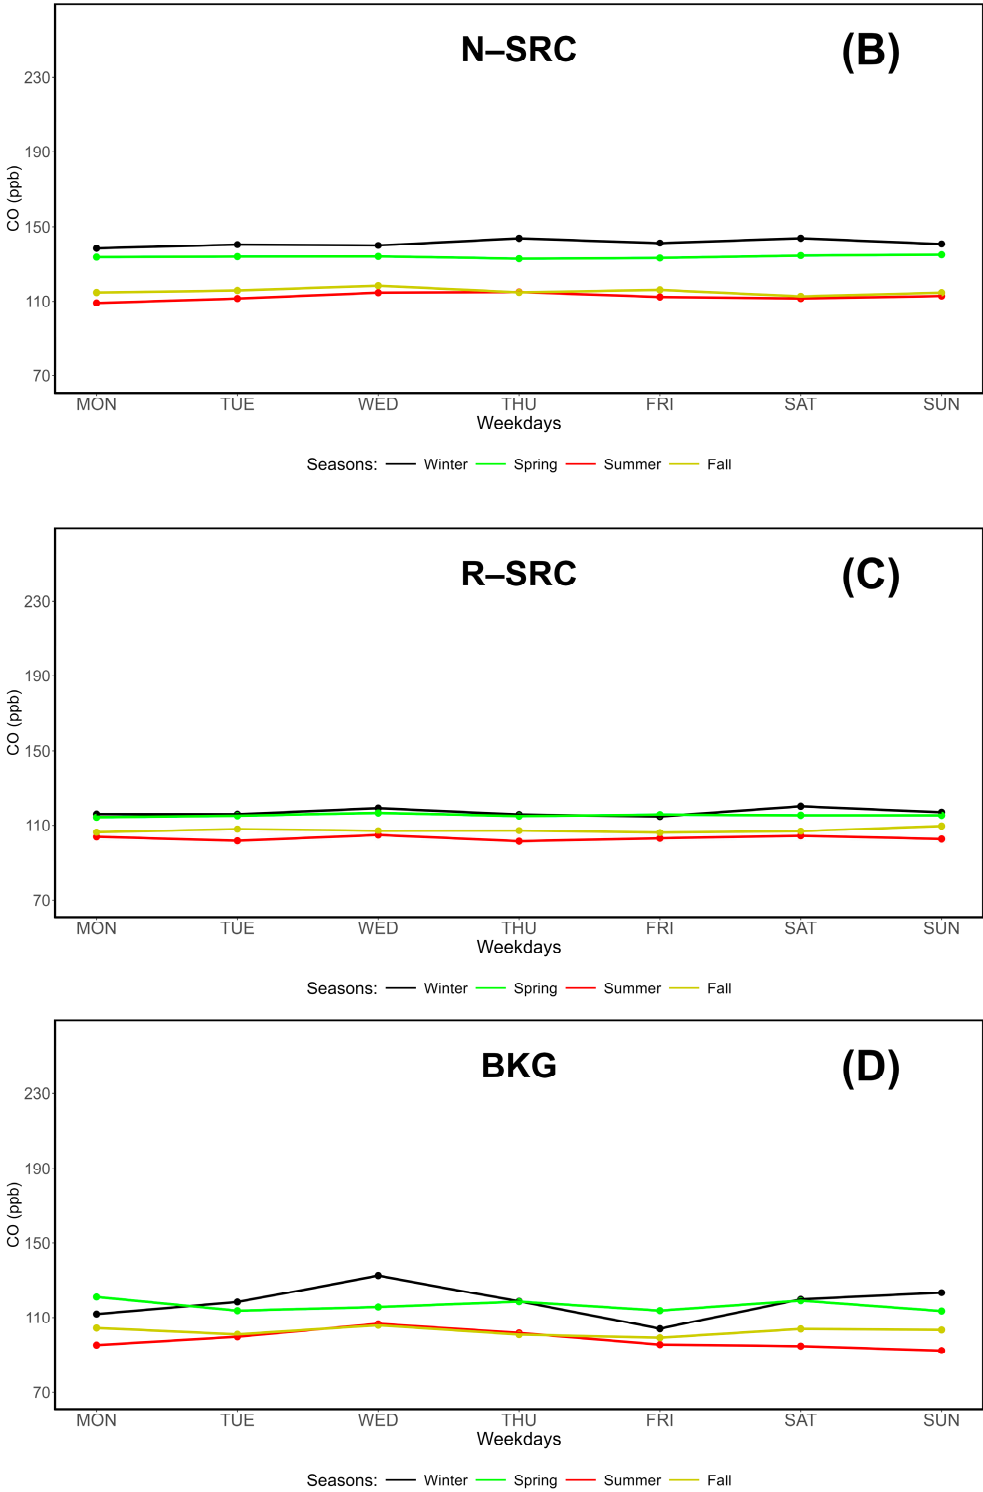 N–SRC (B)
230
190
150
110
70
CO (ppb)
MON TUE WED THU FRI SAT SUN
Weekdays
Seasons: Winter Spring Summer Fall
R–SRC (C)
230
190
150
110
70
CO (ppb)
MON TUE WED THU FRI SAT SUN
Weekdays
Seasons: Winter Spring Summer Fall
BKG (D)
230
190
150
110
70
CO (ppb)
MON TUE WED THU FRI SAT SUN
Weekdays
Seasons: Winter Spring Summer Fall